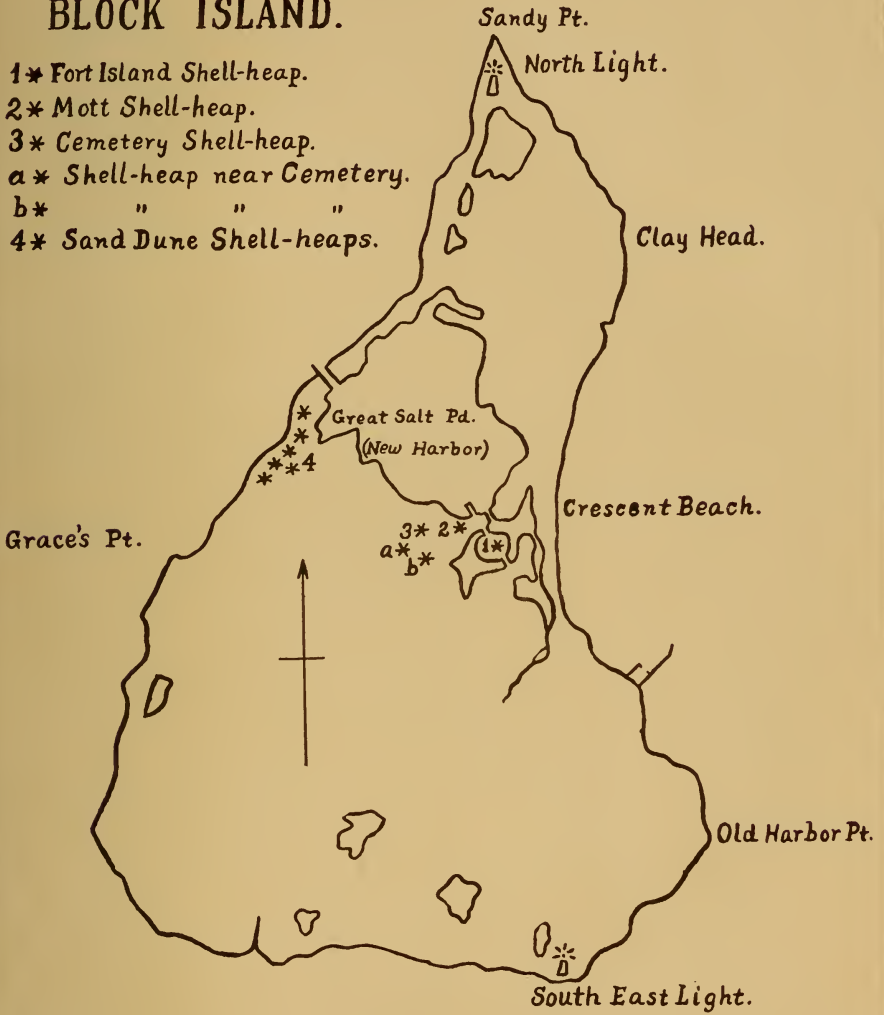 BLOCK ISLAND.
1* Fort Island Shell-heap.
2* Mott Shell-heap.
3* Cemetery Shell-heap.
a* Shell-heap near Cemetery.
b* " " "
4* Sand Dune Shell-heaps.
Sandy Pt.
North Light.
Clay Head.
Great Salt Pd.
(New Harbor)
4
Crescent Beach.
Grace's Pt.
3* 2*
1*
a*
b*
Old Harbor Pt.
South East Light.